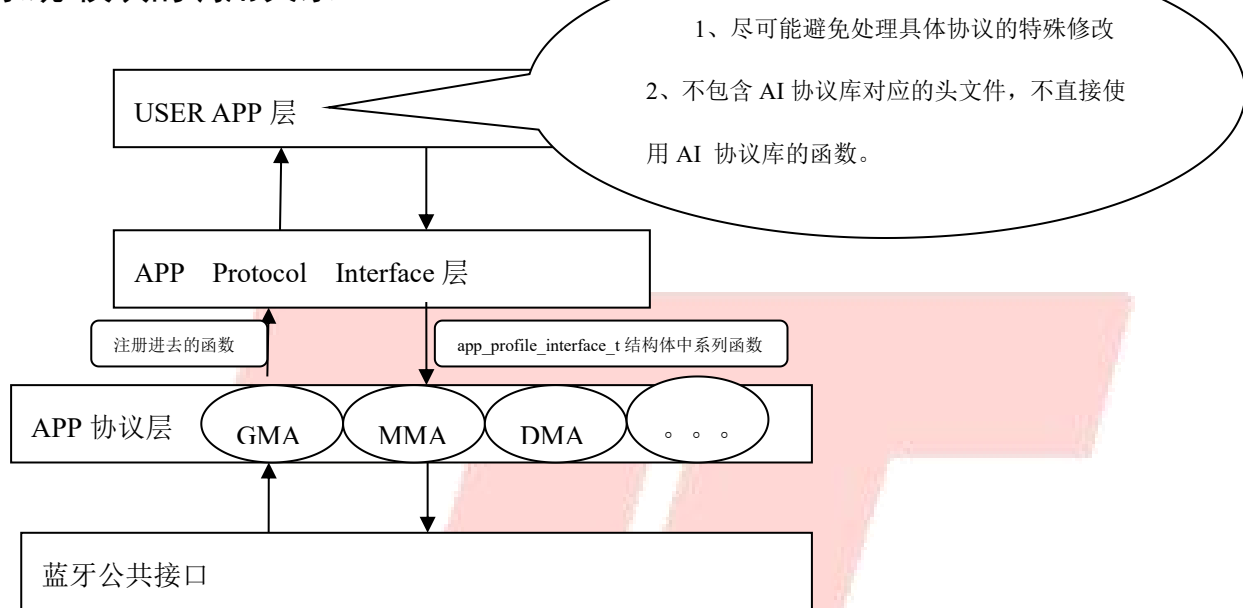 1、尽可能避免处理具体协议的特殊修改
2、不包含 AI 协议库对应的头文件，不直接使
用 AI 协议库的函数。
USER APP 层
APP Protocol Interface 层
注册进去的函数
app_profile_interface_t 结构体中系列函数
APP 协议层
GMA
MMA
DMA
。。。
蓝牙公共接口